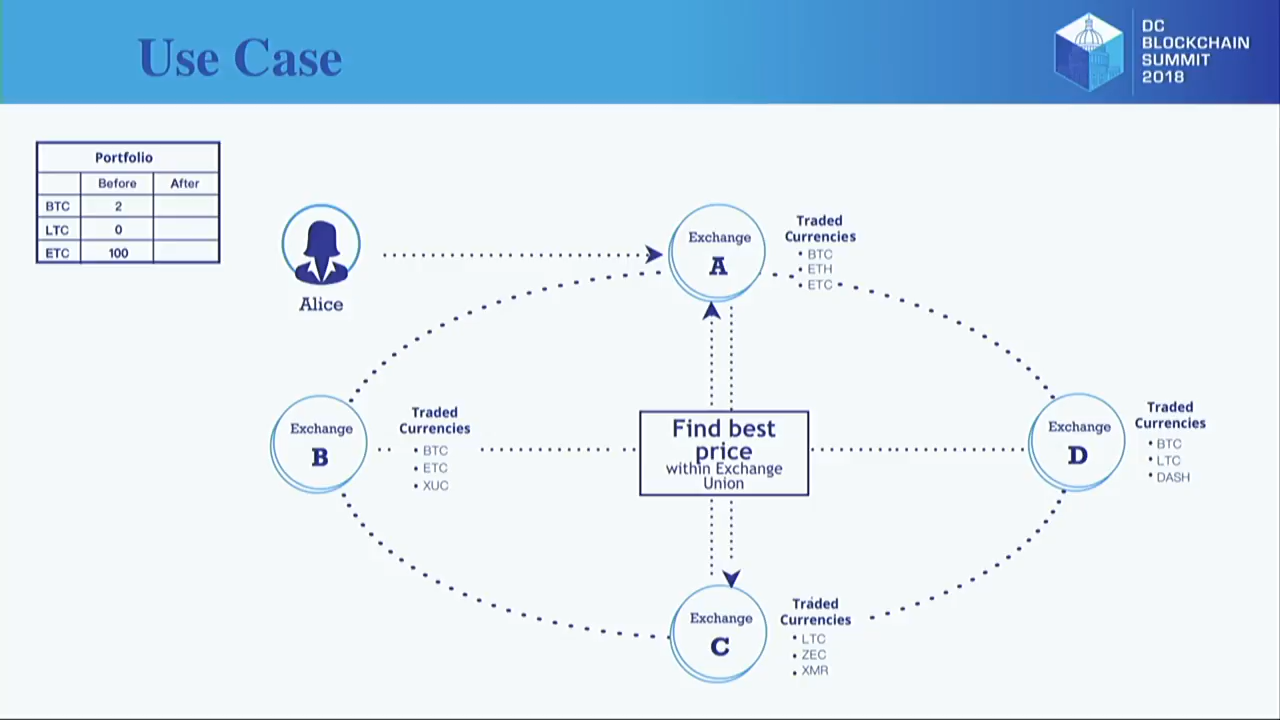 Use Case
DC
BLOCKCHAIN
SUMMIT
2018
Portfolio
Before After
BTC 2
LTC 0
ETC 100
Alice
Exchange
A
Traded
Currencies
• BTC
• ETH
• ETC
Exchange
B
Traded
Currencies
• BTC
• ETC
• XUC
Find best
price
within Exchange
Union
Exchange
D
Traded
Currencies
• BTC
• LTC
• DASH
Exchange
C
Traded
Currencies
• LTC
• ZEC
• XMR